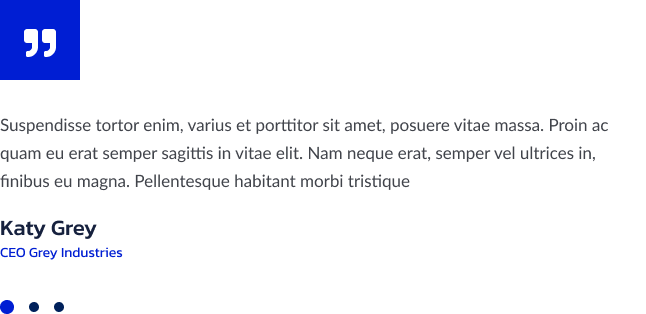 Suspendisse tortor enim, varius et porttitor sit amet, posuere vitae massa. Proin ac
quam eu erat semper sagittis in vitae elit. Nam neque erat, semper vel ultrices in,
finibus eu magna. Pellentesque habitant morbi tristique
Katy Grey
CEO Grey Industries